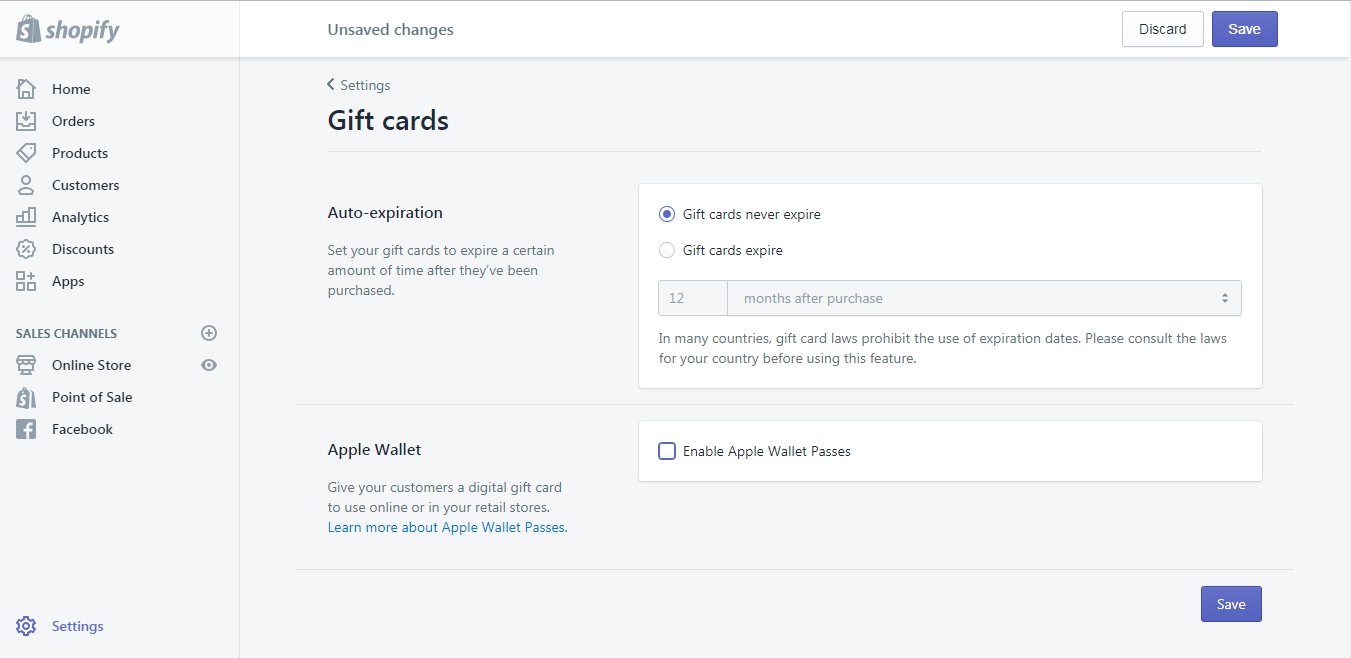 shopify
Unsaved changes
Discard
Save
Home
Orders
Products
Customers
Analytics
Discounts
Apps
SALES CHANNELS
Online Store
Point of Sale
Facebook
Settings
Settings
Gift cards
Auto-expiration
Set your gift cards to expire a certain
amount of time after they've been
purchased.
Gift cards never expire
Gift cards expire
12
months after purchase
In many countries, gift card laws prohibit the use of expiration dates. Please consult the laws
for your country before using this feature.
Apple Wallet
Give your customers a digital gift card
to use online or in your retail stores.
Learn more about Apple Wallet Passes.
Enable Apple Wallet Passes
Save